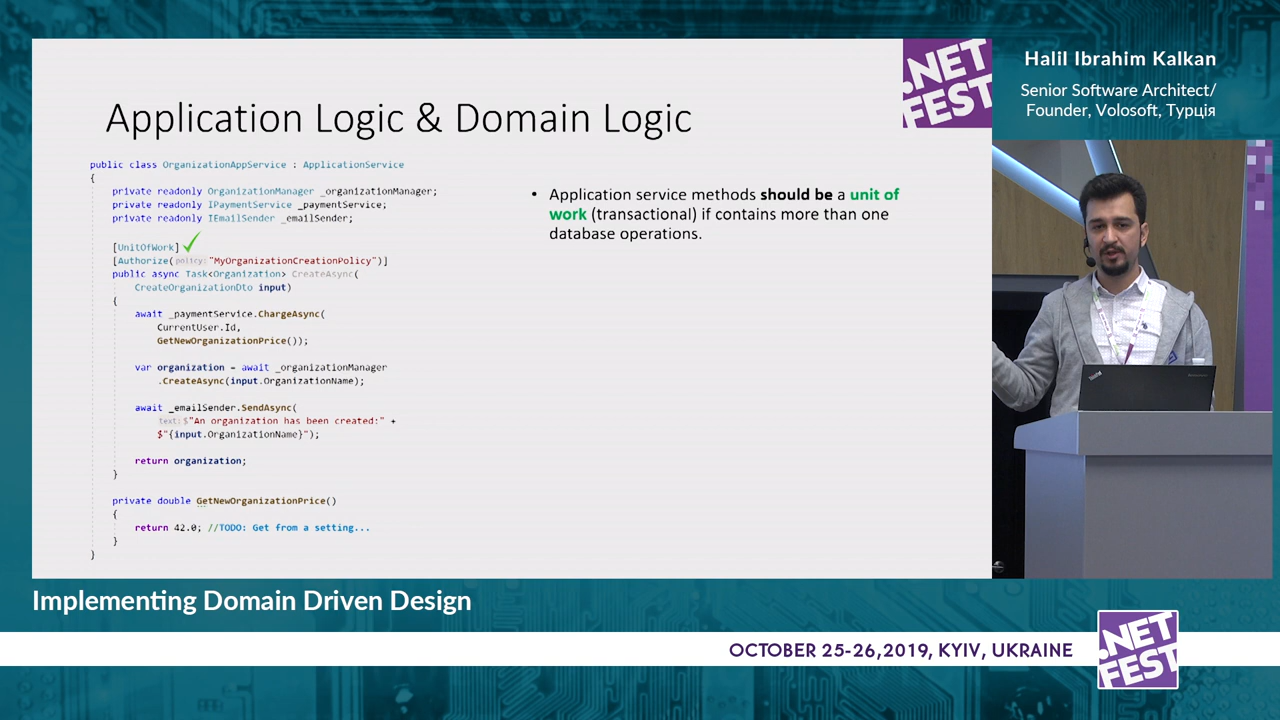 .NET
FEST
Halil Ibrahim Kalkan
Senior Software Architect/
Founder, Volosoft, Турція
Application Logic & Domain Logic
public class OrganizationAppService : ApplicationService
{
private readonly OrganizationManager _organizationManager;
private readonly IPaymentService _paymentService;
private readonly IEmailSender _emailSender;
[UnitOfWork]
[Authorize(policy:"MyOrganizationCreationPolicy")]
public async Task<Organization> CreateAsync(
CreateOrganizationDto input)
{
await _paymentService.ChargeAsync(
CurrentUser.Id,
GetNewOrganizationPrice());
var organization = await _organizationManager
.CreateAsync(input.OrganizationName);
await _emailSender.SendAsync(
text:$"An organization has been created:" +
$"{input.OrganizationName}");
return organization;
}
private double GetNewOrganizationPrice()
{
return 42.0; //TODO: Get from a setting...
}
}
• Application service methods should be a unit of
work (transactional) if contains more than one
database operations.
ThinkPad
Implementing Domain Driven Design
OCTOBER 25-26,2019, KYIV, UKRAINE
.NET
FEST